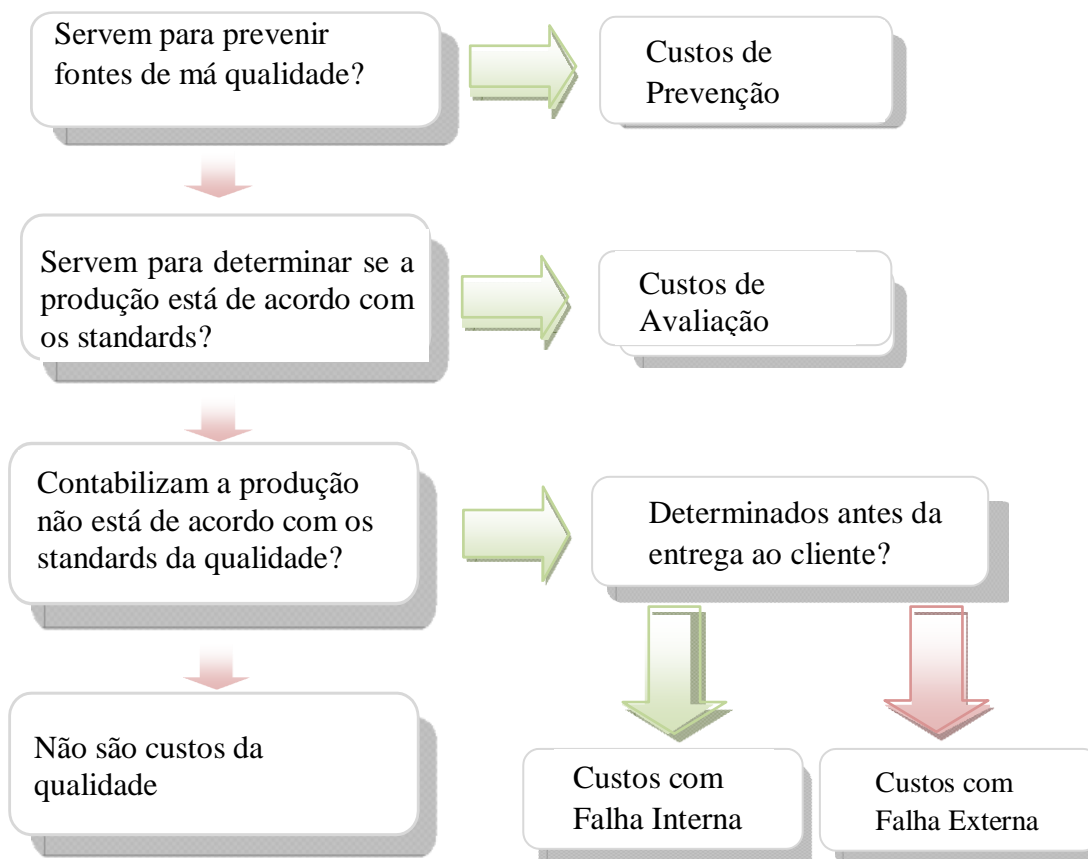 Servem para prevenir
fontes de má qualidade?
Custos de
Prevenção
Servem para determinar se a
produção está de acordo com
os standards?
Custos de
Avaliação
Contabilizam a produção
não está de acordo com os
standards da qualidade?
Determinados antes da
entrega ao cliente?
Não são custos da
qualidade
Custos com
Falha Interna
Custos com
Falha Externa